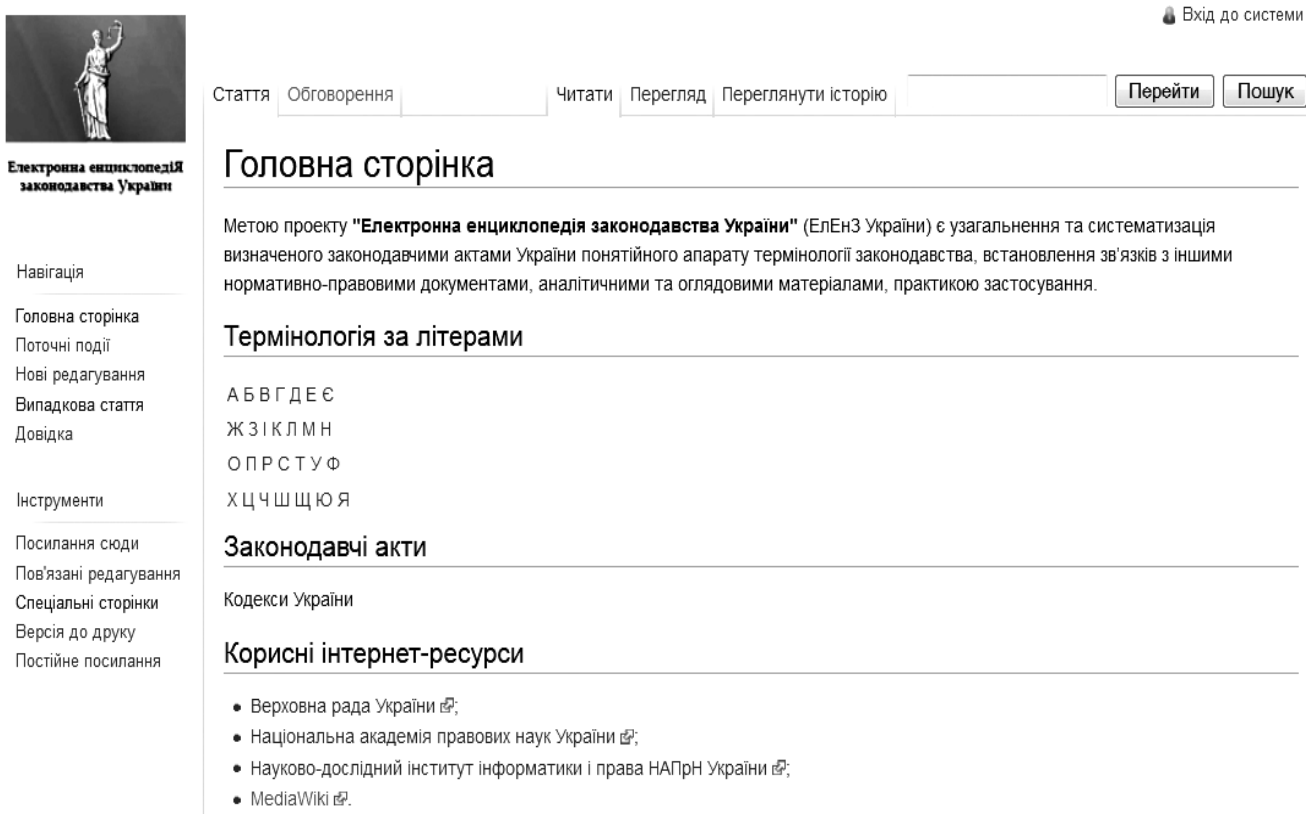 Вхід до системи
Стаття Обговорення Читати Перегляд Переглянути історію Перейти Пошук
Електронна енциклопедіЯ
законодавства України
Навігація
Головна сторінка
Поточні події
Нові редагування
Випадкова стаття
Довідка
Інструменти
Посилання сюди
Пов'язані редагування
Спеціальні сторінки
Версія до друку
Постійне посилання
Головна сторінка
Метою проекту "Електронна енциклопедія законодавства України" (ЕлЕнЗ України) є узагальнення та систематизація
визначеного законодавчими актами України понятійного апарату термінології законодавства, встановлення зв'язків з іншими
нормативно-правовими документами, аналітичними та оглядовими матеріалами, практикою застосування.
Термінологія за літерами
А Б В Г Д Е Є
Ж З І К Л М Н
О П Р С Т У Ф
Х Ц Ч Ш Щ Ю Я
Законодавчі акти
Кодекси України
Корисні інтернет-ресурси
• Верховна рада України ;
• Національна академія правових наук України ;
• Науково-дослідний інститут інформатики і права НАПрН України ;
• MediaWiki .